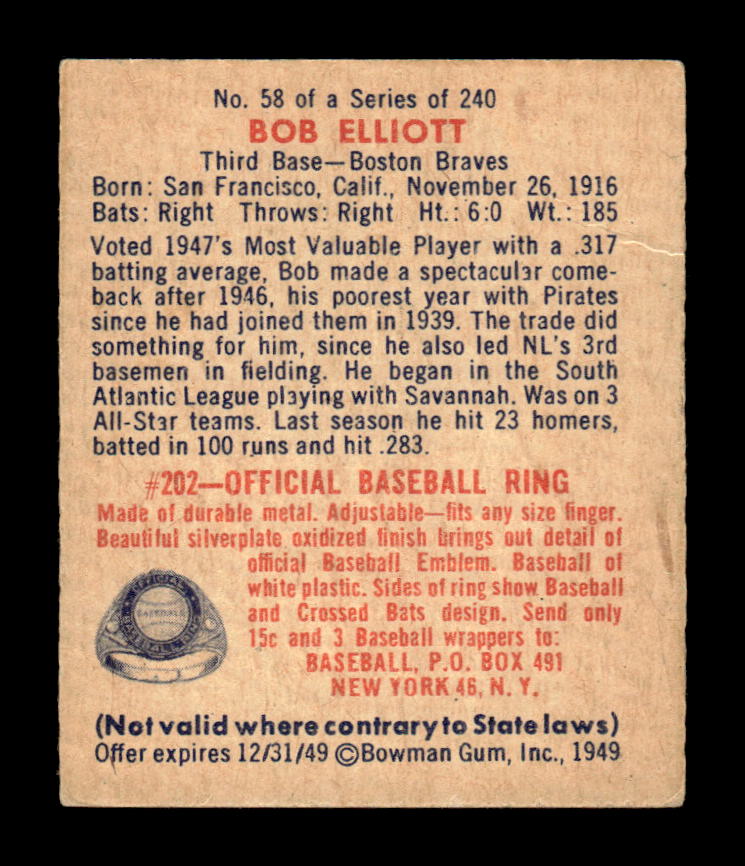 No. 58 of a Series of 240
BOB ELLIOTT
Third Base—Boston Braves
Born: San Francisco, Calif., November 26, 1916
Bats: Right Throws: Right Ht.: 6:0 Wt.: 185
Voted 1947's Most Valuable Player with a .317
batting average, Bob made a spectacular come-
back after 1946, his poorest year with Pirates
since he had joined them in 1939. The trade did
something for him, since he also led NL's 3rd
basemen in fielding. He began in the South
Atlantic League playing with Savannah. Was on 3
All-Star teams. Last season he hit 23 homers,
batted in 100 runs and hit .283.
#202—OFFICIAL BASEBALL RING
Made of durable metal. Adjustable—fits any size finger.
Beautiful silverplate oxidized finish brings out detail of
official Baseball Emblem. Baseball of
white plastic. Sides of ring show Baseball
and Crossed Bats design. Send only
15c and 3 Baseball wrappers to:
BASEBALL, P.O. BOX 491
NEW YORK 46, N. Y.
OFFICIAL
BASEBALL
BASEBALL RING
(Not valid where contrary to State laws)
Offer expires 12/31/49 ©Bowman Gum, Inc., 1949